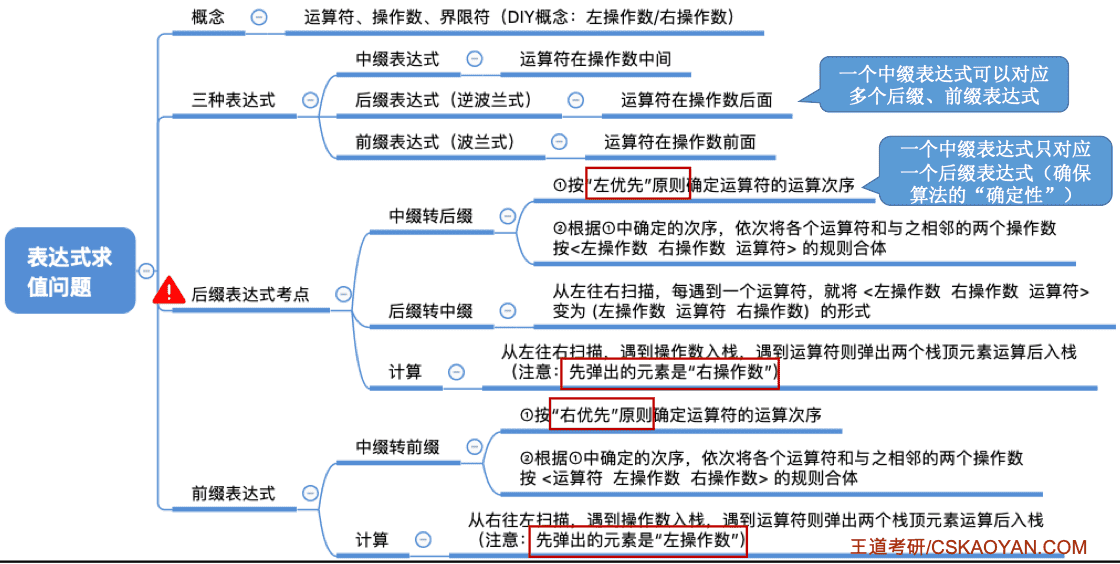 表达式求
值问题
概念
运算符、操作数、界限符（DIY概念：左操作数/右操作数）
三种表达式
中缀表达式
运算符在操作数中间
后缀表达式（逆波兰式）
运算符在操作数后面
前缀表达式（波兰式）
运算符在操作数前面
一个中缀表达式可以对应
多个后缀、前缀表达式
后缀表达式考点
中缀转后缀
①按“左优先”原则确定运算符的运算次序
一个中缀表达式只对应
一个后缀表达式（确保
算法的“确定性”）
②根据①中确定的次序，依次将各个运算符和与之相邻的两个操作数
按<左操作数 右操作数 运算符> 的规则合体
后缀转中缀
从左往右扫描，每遇到一个运算符，就将 <左操作数 右操作数 运算符>
变为 (左操作数 运算符 右操作数) 的形式
计算
从左往右扫描，遇到操作数入栈，遇到运算符则弹出两个栈顶元素运算后入栈
（注意：先弹出的元素是“右操作数”）
前缀表达式
中缀转前缀
①按“右优先”原则确定运算符的运算次序
②根据①中确定的次序，依次将各个运算符和与之相邻的两个操作数
按 <运算符 左操作数 右操作数> 的规则合体
计算
从右往左扫描，遇到操作数入栈，遇到运算符则弹出两个栈顶元素运算后入栈
（注意：先弹出的元素是“左操作数”）
王道考研/CSKAOYAN.COM